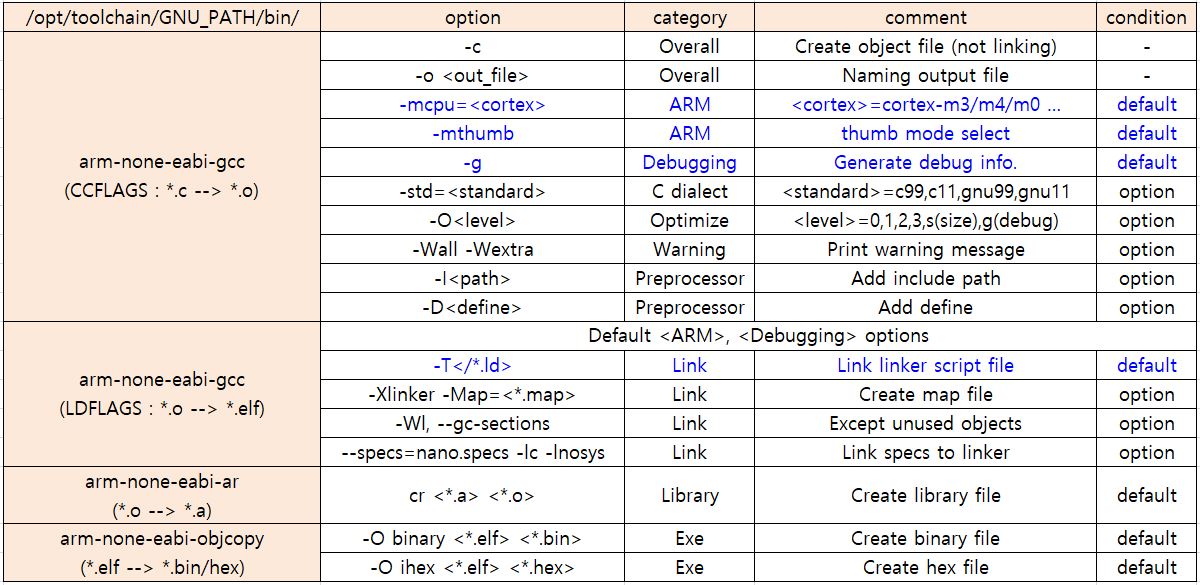 /opt/toolchain/GNU_PATH/bin/ option category comment condition
arm-none-eabi-gcc
(CCFLAGS : *.c --> *.o)
-c Overall Create object file (not linking) -
-o <out_file> Overall Naming output file -
-mcpu=<cortex> ARM <cortex>=cortex-m3/m4/m0 ... default
-mthumb ARM thumb mode select default
-g Debugging Generate debug info. default
-std=<standard> C dialect <standard>=c99,c11,gnu99,gnu11 option
-O<level> Optimize <level>=0,1,2,3,s(size),g(debug) option
-Wall -Wextra Warning Print warning message option
-I<path> Preprocessor Add include path option
-D<define> Preprocessor Add define option
arm-none-eabi-gcc
(LDFLAGS : *.o --> *.elf)
Default <ARM>, <Debugging> options
-T</*.ld> Link Link linker script file default
-Xlinker -Map=<*.map> Link Create map file option
-Wl, --gc-sections Link Except unused objects option
--specs=nano.specs -lc -lnosys Link Link specs to linker option
arm-none-eabi-ar
(*.o --> *.a)
cr <*.a> <*.o> Library Create library file default
arm-none-eabi-objcopy
(*.elf --> *.bin/hex)
-O binary <*.elf> <*.bin> Exe Create binary file default
-O ihex <*.elf> <*.hex> Exe Create hex file default